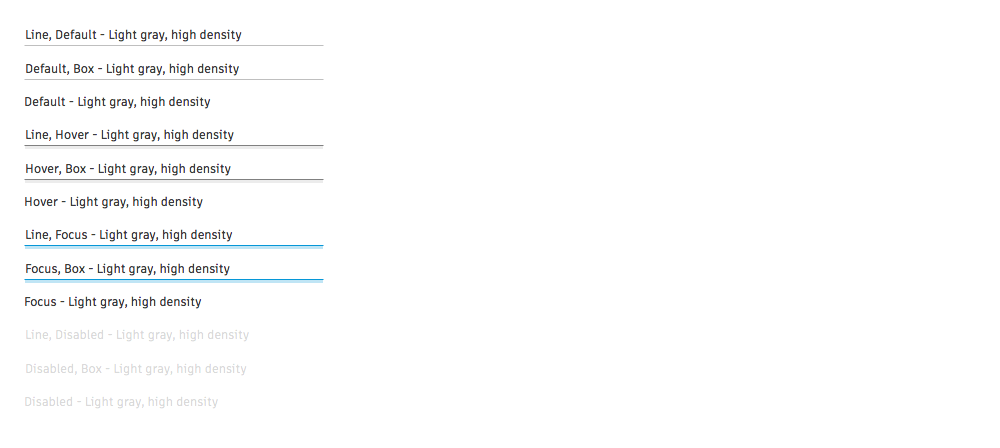 Line, Default - Light gray, high density
Default, Box - Light gray, high density
Default - Light gray, high density
Line, Hover - Light gray, high density
Hover, Box - Light gray, high density
Hover - Light gray, high density
Line, Focus - Light gray, high density
Focus, Box - Light gray, high density
Focus - Light gray, high density
Line, Disabled - Light gray, high density
Disabled, Box - Light gray, high density
Disabled - Light gray, high density